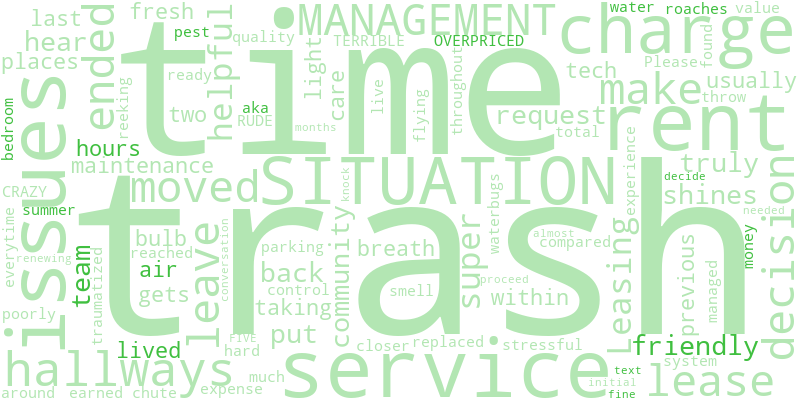 last fresh water roaches value
hear pest MANAGEMENT charge
places ended helpful quality TERRIBLE OVERPRICED found
ready light care Please
time tech usually
issues reeking two aka RUDE live flying throughout make throw
bedroom hours months request total rent
maintenance SITUATION truly
CRAZY moved knock decide
summer trash experience shines
everytime bulb leave conversation parking community breath super waterbugs almost needed
renewing reached compared
team air back control within Leasing previous money decision
traumatized gets taking smell proceed managed
poorly lived put FIVE closer replaced stressful friendly
hallways hard service system
much text initial lease
around earned chute expense fine